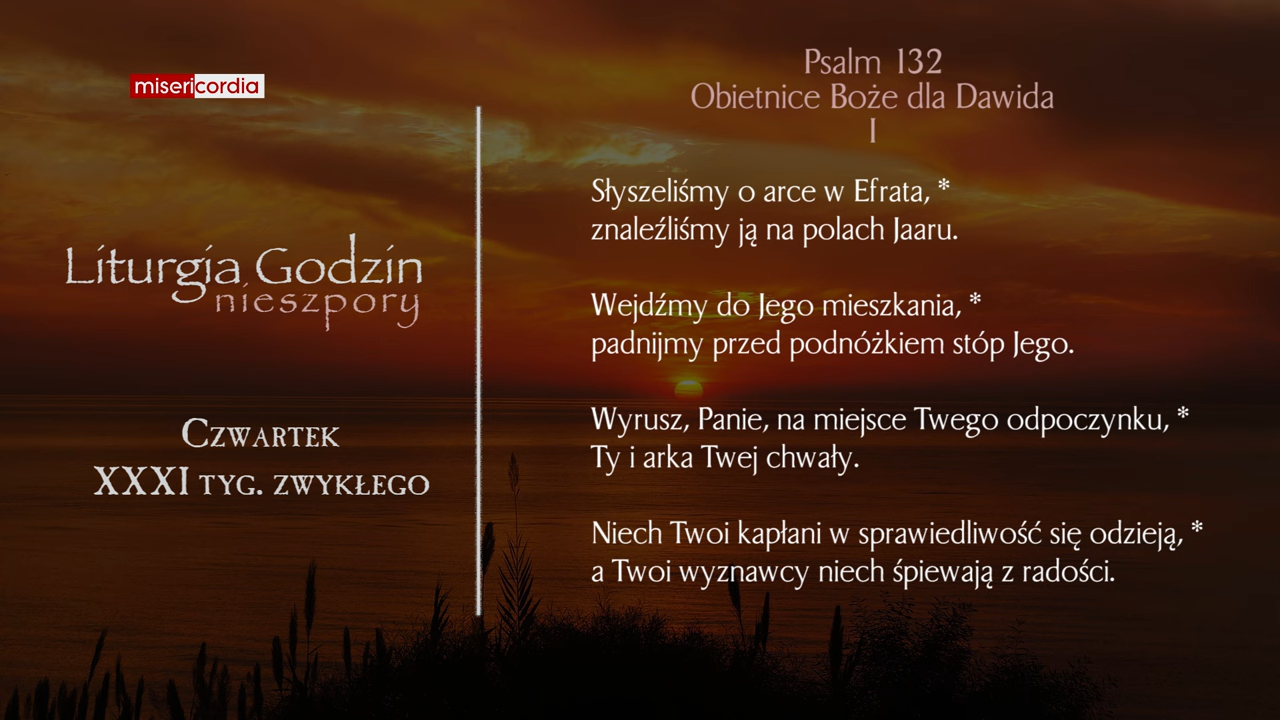 misericordia
Liturgia Godzin
nieszpory
Czwartek
XXXI tyg. zwykłego
Psalm 132
Obietnice Boże dla Dawida
I
Słyszeliśmy o arce w Efrata, *
znaleźliśmy ją na polach Jaaru.
Wejdźmy do Jego mieszkania, *
padnijmy przed podnóżkiem stóp Jego.
Wyrusz, Panie, na miejsce Twego odpoczynku, *
Ty i arka Twej chwały.
Niech Twoi kapłani w sprawiedliwość się odzieją, *
a Twoi wyznawcy niech śpiewają z radości.